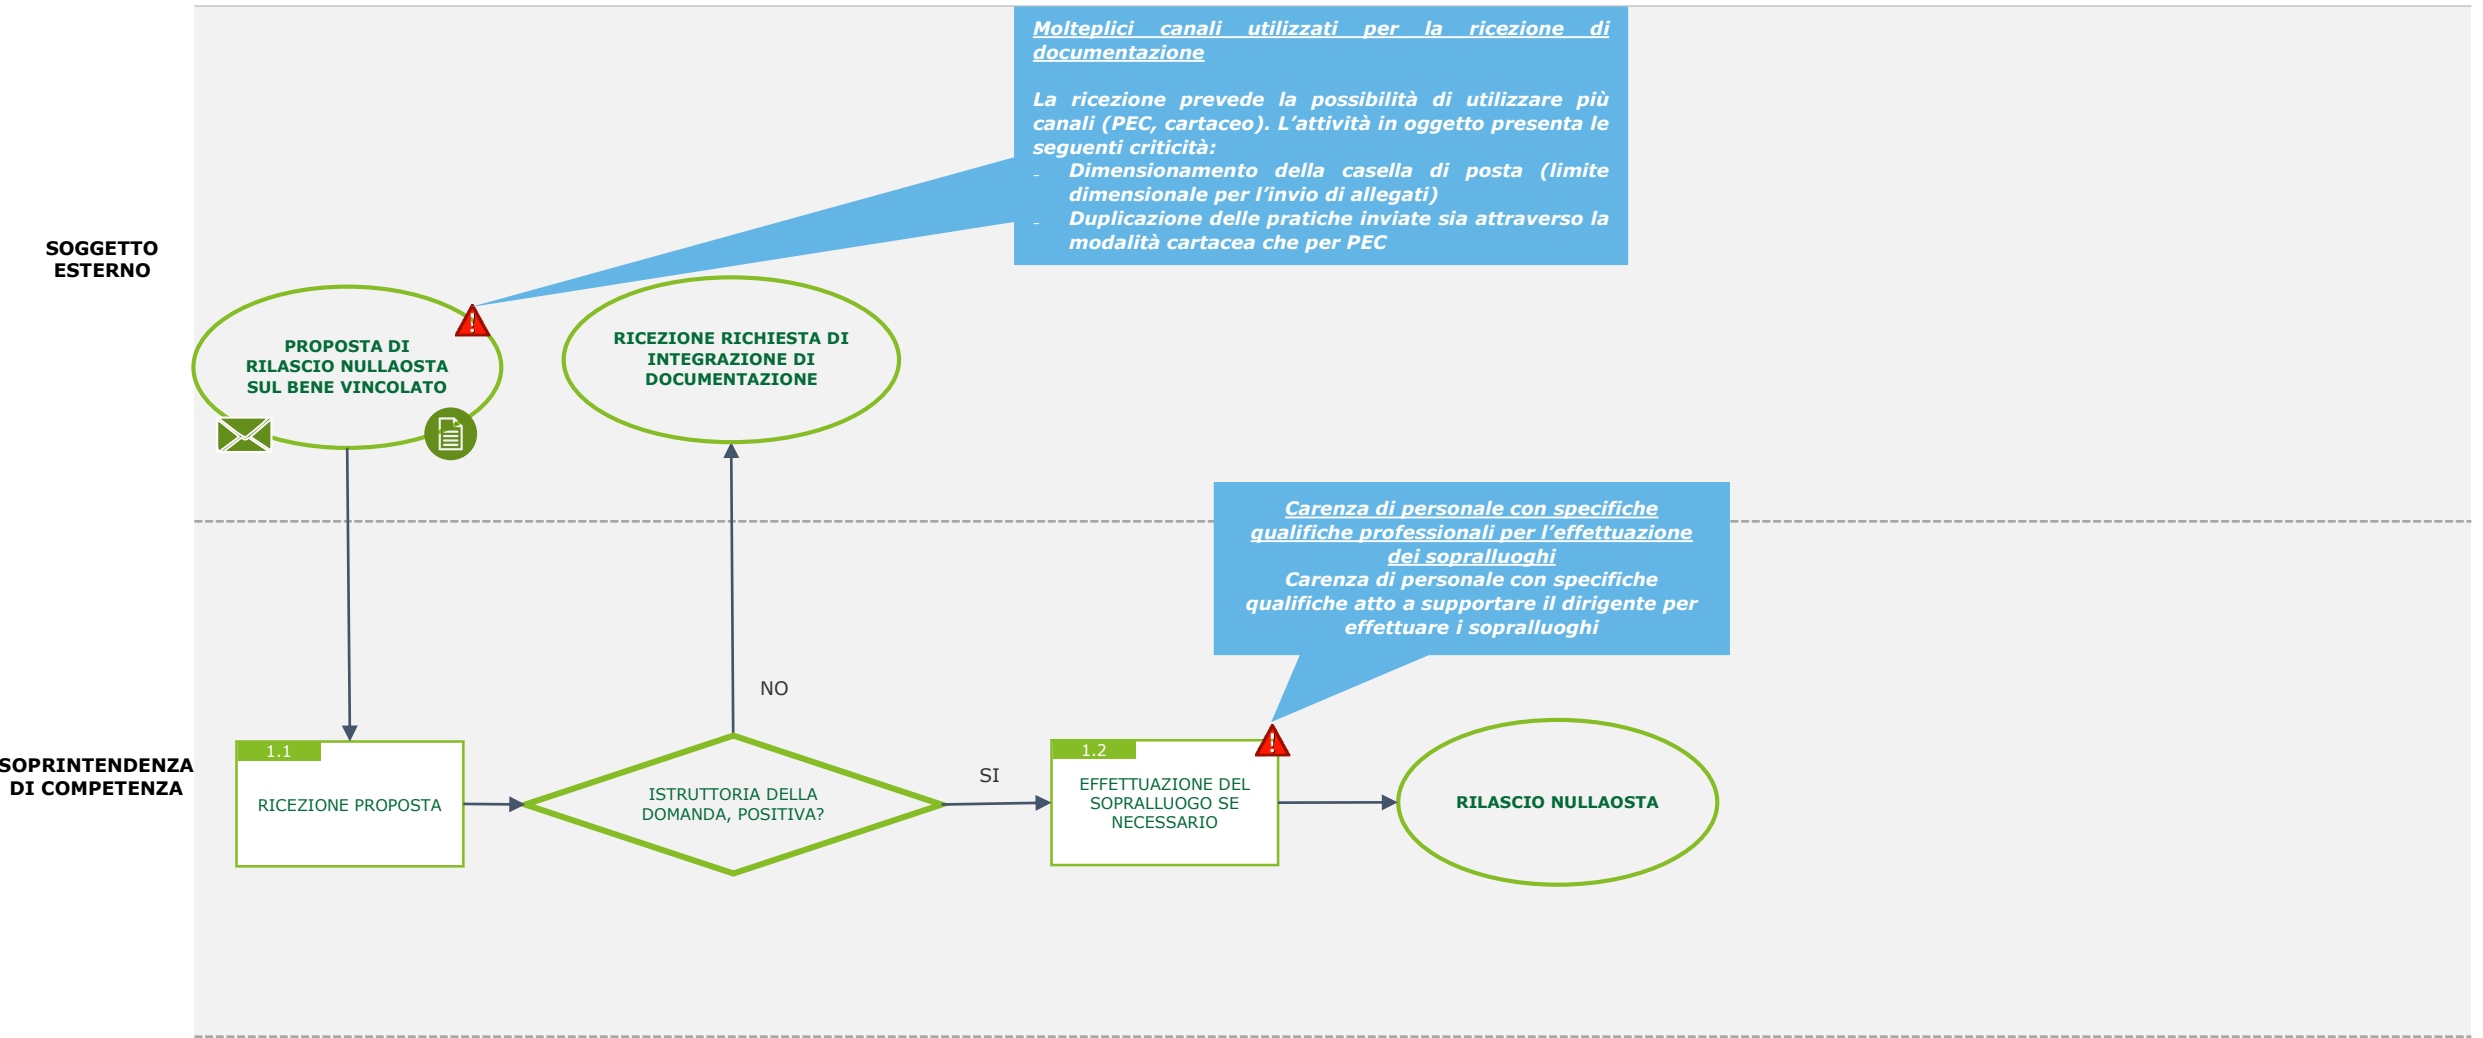 Molteplici canali utilizzati per la ricezione di
documentazione
La ricezione prevede la possibilità di utilizzare più
canali (PEC, cartaceo). L’attività in oggetto presenta le
seguenti criticità:
- Dimensionamento della casella di posta (limite
dimensionale per l’invio di allegati)
- Duplicazione delle pratiche inviate sia attraverso la
modalità cartacea che per PEC
SOGGETTO
ESTERNO
PROPOSTA DI
RILASCIO NULLAOSTA
SUL BENE VINCOLATO
RICEZIONE RICHIESTA DI
INTEGRAZIONE DI
DOCUMENTAZIONE
Carenza di personale con specifiche
qualifiche professionali per l’effettuazione
dei sopralluoghi
Carenza di personale con specifiche
qualifiche atto a supportare il dirigente per
effettuare i sopralluoghi
NO
SOPRINTENDENZA
DI COMPETENZA
1.1
RICEZIONE PROPOSTA
ISTRUTTORIA DELLA
DOMANDA, POSITIVA?
SI
1.2
EFFETTUAZIONE DEL
SOPRALLUOGO SE
NECESSARIO
RILASCIO NULLAOSTA